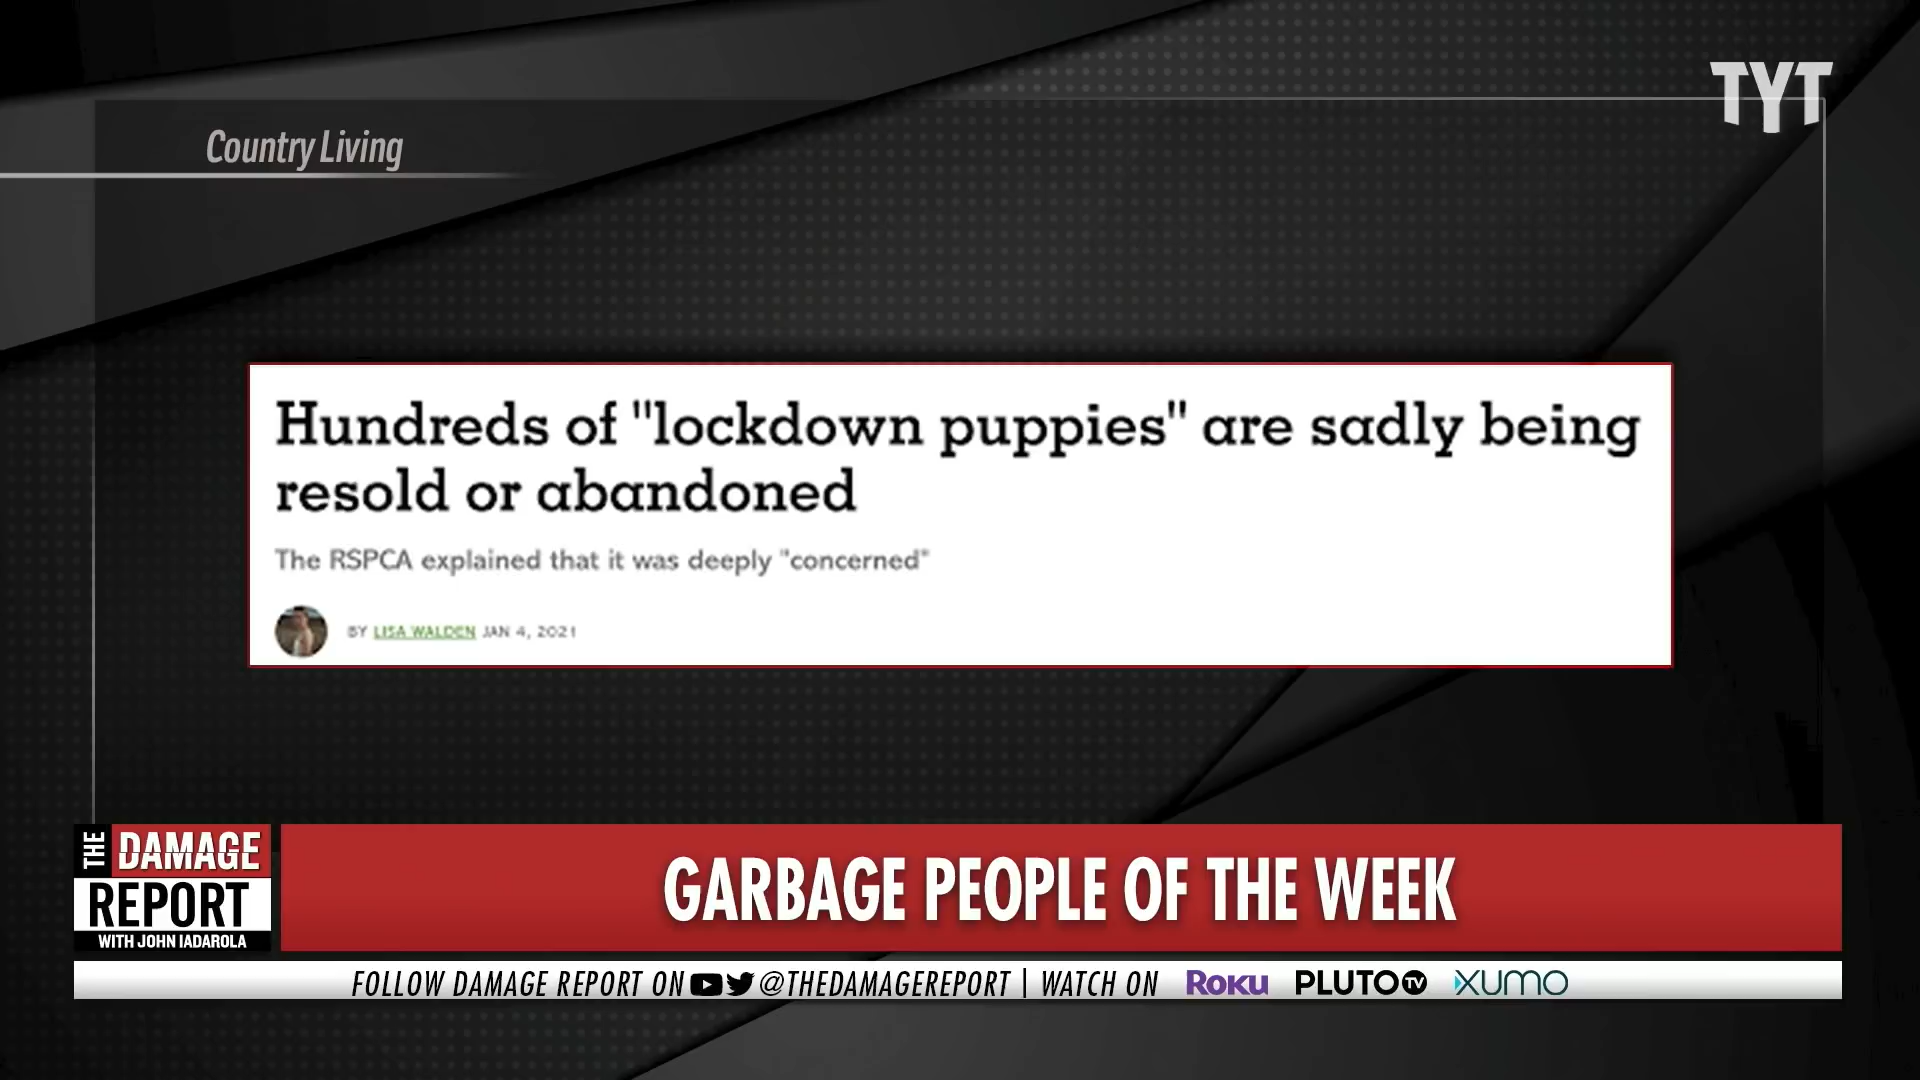 TYT
Country Living
Hundreds of "lockdown puppies" are sadly being
resold or abandoned
The RSPCA explained that it was deeply "concerned"
BY LISA WALDEN JAN 4, 2021
THE DAMAGE
REPORT
WITH JOHN IADAROLA
GARBAGE PEOPLE OF THE WEEK
FOLLOW DAMAGE REPORT ON @THEDAMAGEREPORT | WATCH ON ROKU PLUTO TV XUMO